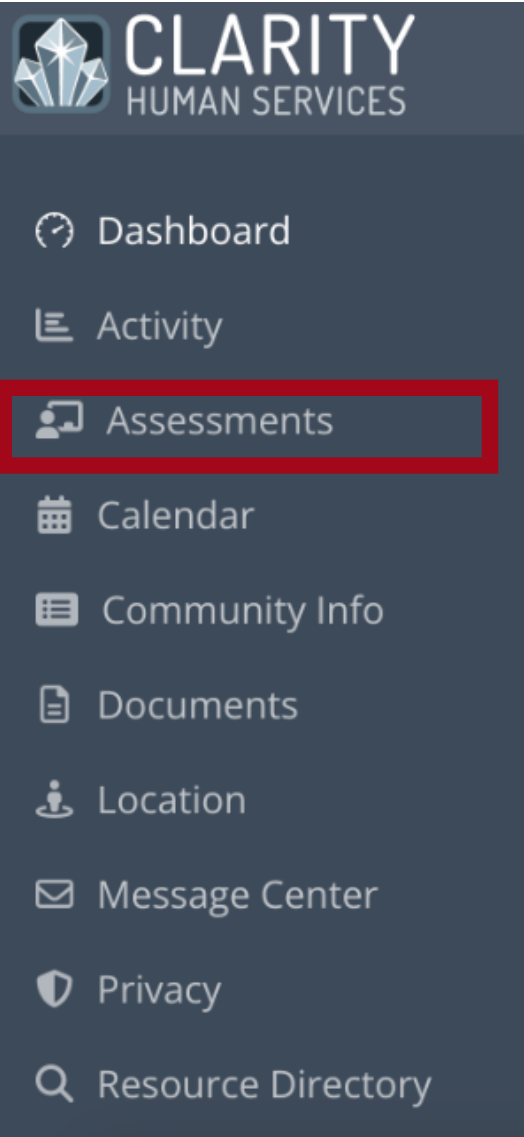 CLARITY
HUMAN SERVICES
Dashboard
Activity
Assessments
Calendar
Community Info
Documents
Location
Message Center
Privacy
Resource Directory